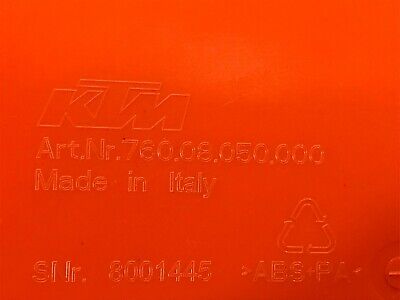 KTM
Art.Nr.760.08.050.000
Made in Italy
SNr. 8001445 >ABS+PA<